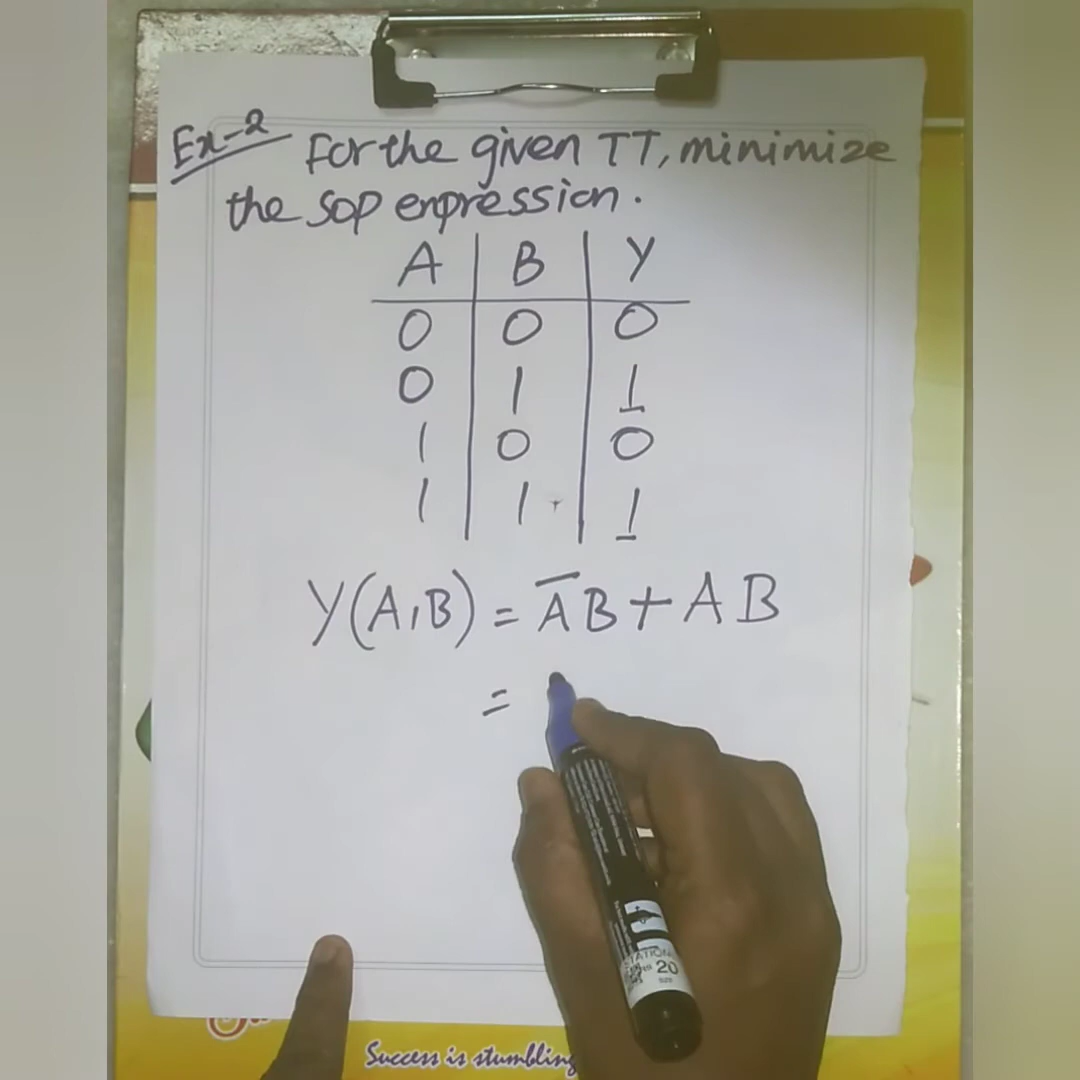 Ex-2 For the given TT, minimize
the SOP expression.
A B Y
0 0 0
0 1 1
1 0 0
1 1 1
Y(A,B) = A̅B + AB
=
20
Success is stumbling